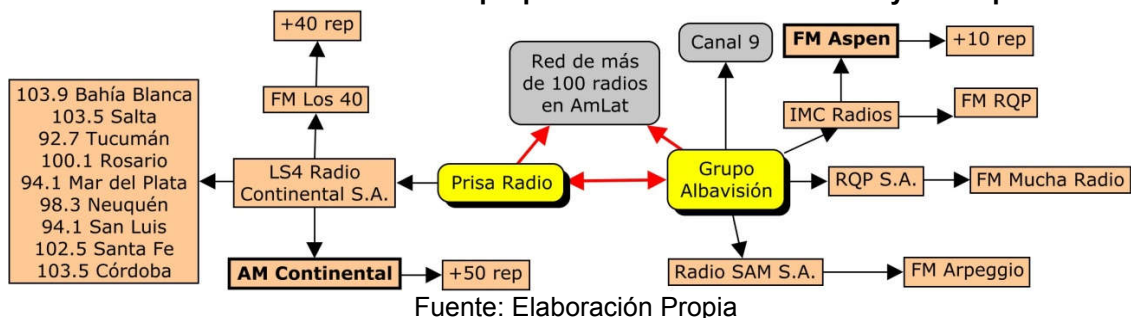 +40 rep
Canal 9
FM Aspen
+10 rep
Red de más
de 100 radios
en AmLat
103.9 Bahía Blanca
103.5 Salta
92.7 Tucumán
100.1 Rosario
94.1 Mar del Plata
98.3 Neuquén
94.1 San Luis
102.5 Santa Fe
103.5 Córdoba
FM Los 40
IMC Radios
FM RQP
LS4 Radio
Continental S.A.
Prisa Radio
Grupo
Albavisión
RQP S.A.
FM Mucha Radio
AM Continental
+50 rep
Radio SAM S.A.
FM Arpeggio
Fuente: Elaboración Propia